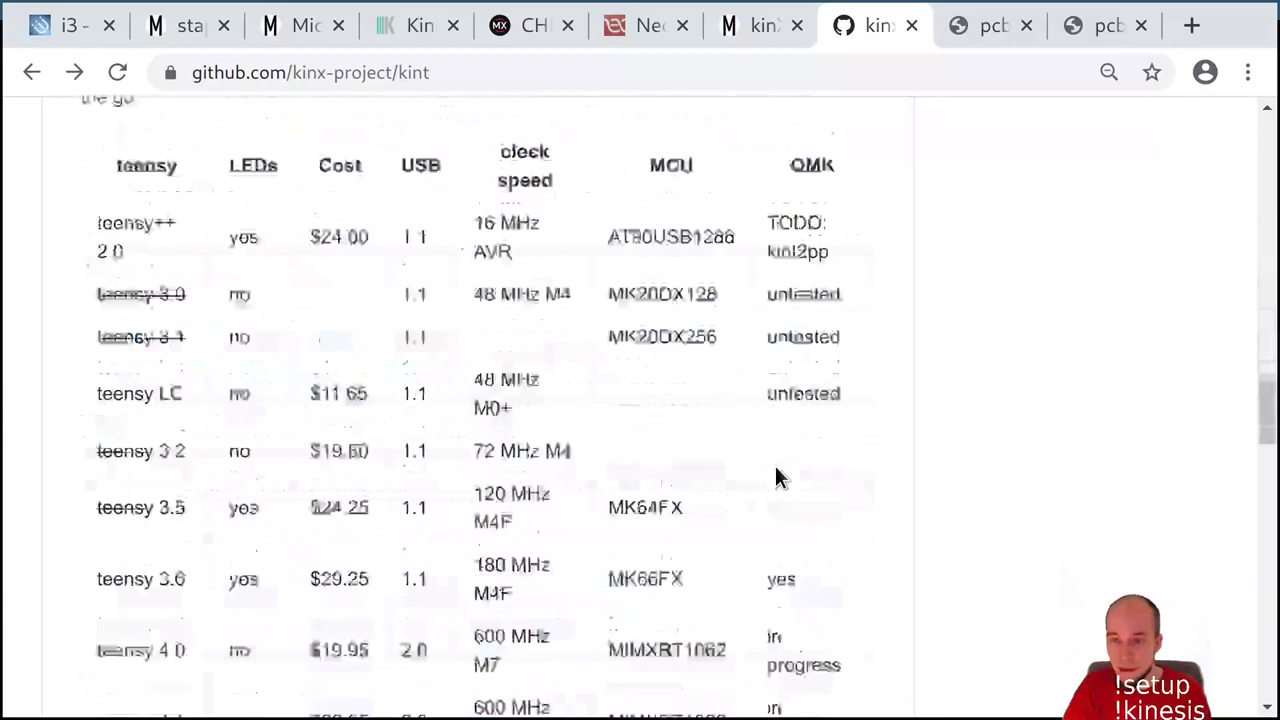 i3 -
sta
Mic
Kin
CH
Nec
kin
kin
pcb
pcb
github.com/kinx-project/kint
the go
teensy LEDs Cost USB clock speed MCU QMK
teensy++ 2.0 yes $24.00 1.1 16 MHz AVR AT90USB1286 TODO: kint2pp
teensy 3.0 no 1.1 48 MHz M4 MK20DX128 untested
teensy 3.1 no 1.1 MK20DX256 untested
teensy LC no $11.65 1.1 48 MHz M0+ untested
teensy 3.2 no 1.1 72 MHz M4
teensy 3.5 yes $24.25 1.1 120 MHz M4F MK64FX
teensy 3.6 yes $29.25 1.1 180 MHz M4F MK66FX yes
teensy 4.0 no $19.95 2.0 600 MHz M7 MIMXRT1062 in progress
600 MHz
!setup
!kinesis